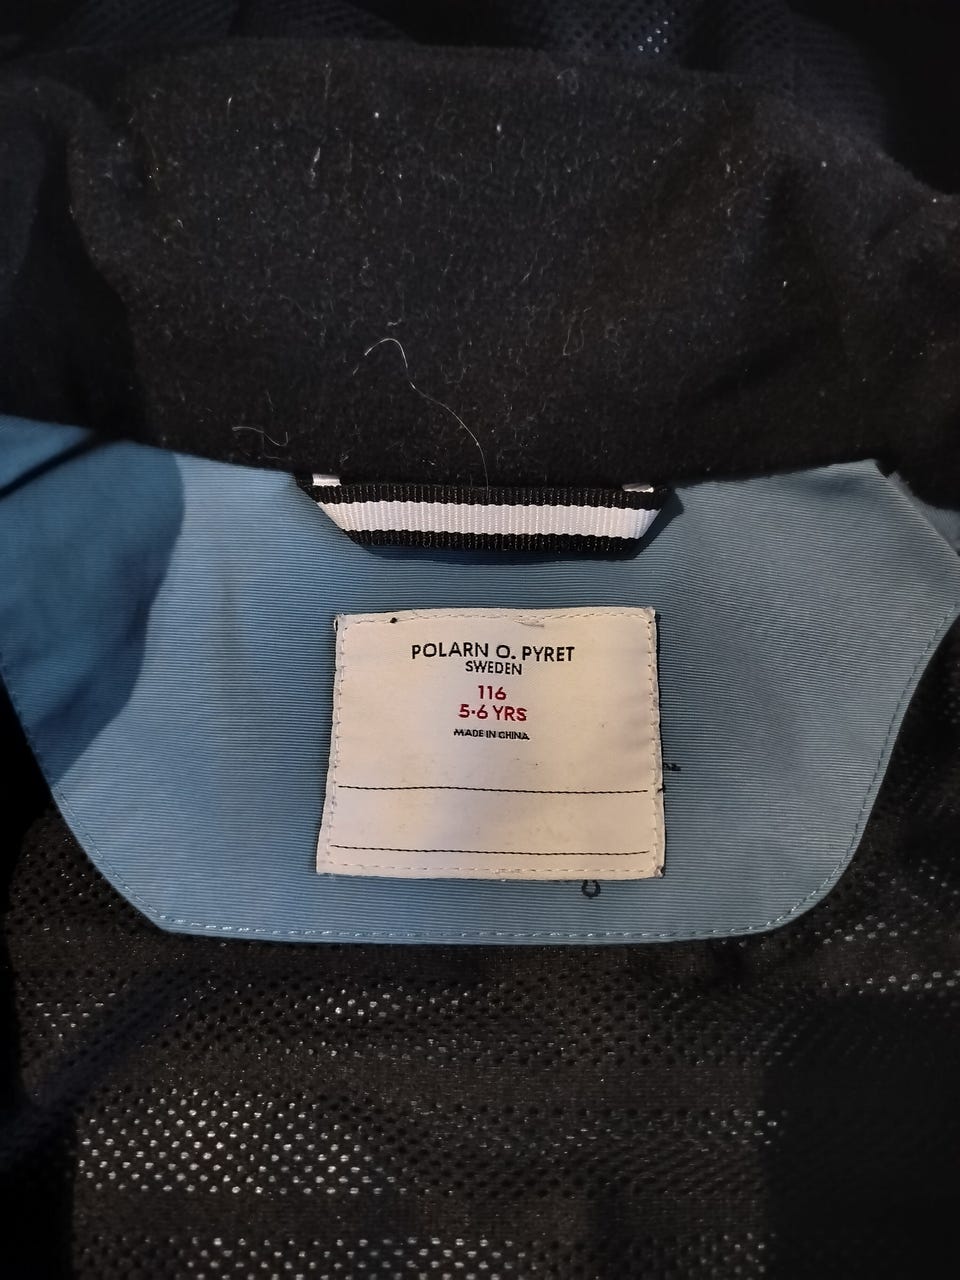 POLARN O. PYRET
SWEDEN
116
5-6 YRS
MADE IN CHINA